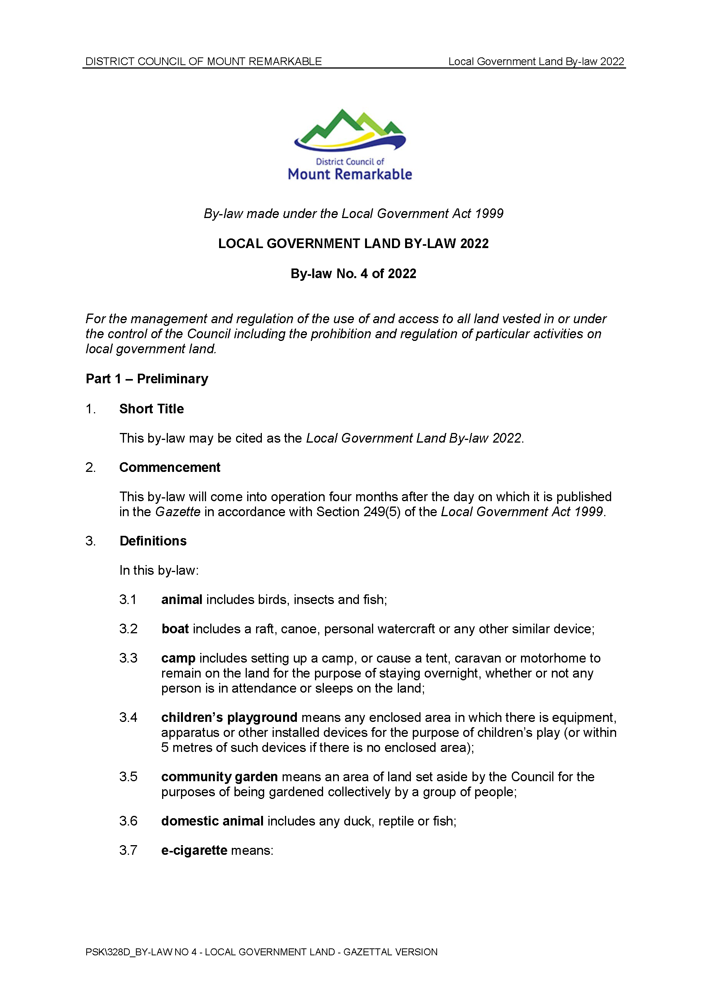 DISTRICT COUNCIL OF MOUNT REMARKABLE Local Government Land By-law 2022
District Council of
Mount Remarkable
By-law made under the Local Government Act 1999
LOCAL GOVERNMENT LAND BY-LAW 2022
By-law No. 4 of 2022
For the management and regulation of the use of and access to all land vested in or under
the control of the Council including the prohibition and regulation of particular activities on
local government land.
Part 1 – Preliminary
1. Short Title
This by-law may be cited as the Local Government Land By-law 2022.
2. Commencement
This by-law will come into operation four months after the day on which it is published
in the Gazette in accordance with Section 249(5) of the Local Government Act 1999.
3. Definitions
In this by-law:
3.1 animal includes birds, insects and fish;
3.2 boat includes a raft, canoe, personal watercraft or any other similar device;
3.3 camp includes setting up a camp, or cause a tent, caravan or motorhome to
remain on the land for the purpose of staying overnight, whether or not any
person is in attendance or sleeps on the land;
3.4 children’s playground means any enclosed area in which there is equipment,
apparatus or other installed devices for the purpose of children’s play (or within
5 metres of such devices if there is no enclosed area);
3.5 community garden means an area of land set aside by the Council for the
purposes of being gardened collectively by a group of people;
3.6 domestic animal includes any duck, reptile or fish;
3.7 e-cigarette means:
PSK\328D_BY-LAW NO 4 - LOCAL GOVERNMENT LAND - GAZETTAL VERSION